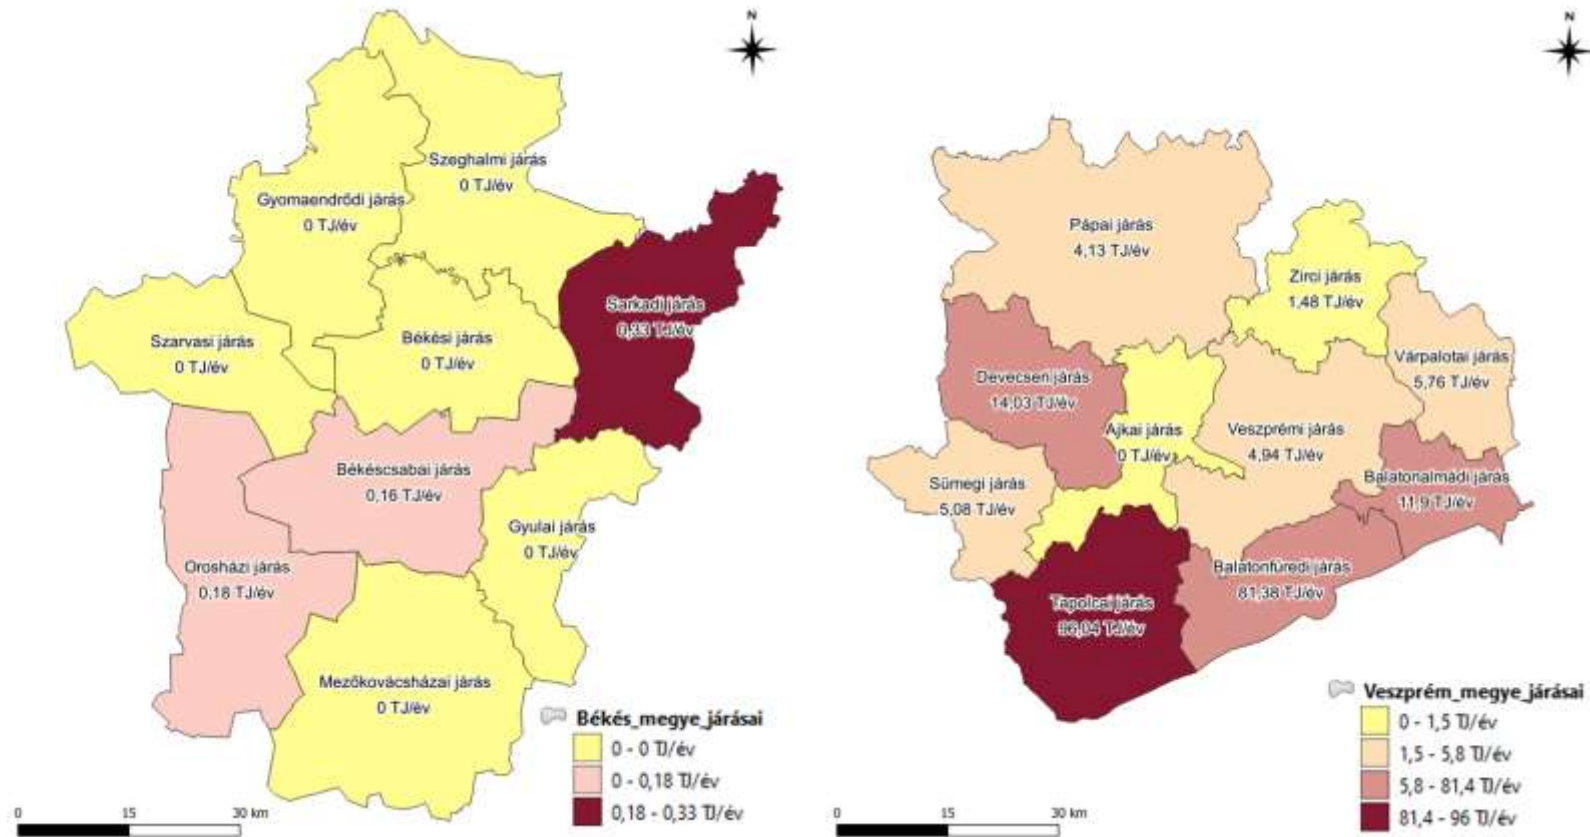 N
Szeghalmi járás
0 TJ/év
Gyomaendrődi járás
0 TJ/év
Sarkadi járás
0,33 TJ/év
Szarvasi járás
0 TJ/év
Békési járás
0 TJ/év
Békéscsabai járás
0,16 TJ/év
Gyulai járás
0 TJ/év
Orosházi járás
0,18 TJ/év
Mezőkovácsházai járás
0 TJ/év
Békés_megye_járásai
0 - 0 TJ/év
0 - 0,18 TJ/év
0,18 - 0,33 TJ/év
0 15 30 km
N
Pápai járás
4,13 TJ/év
Zirci járás
1,48 TJ/év
Várpalotai járás
5,76 TJ/év
Devecseri járás
14,03 TJ/év
Ajkai járás
0 TJ/év
Veszprémi járás
4,94 TJ/év
Balatonalmádi járás
11,9 TJ/év
Sümegi járás
5,08 TJ/év
Balatonfüredi járás
81,38 TJ/év
Tapolcai járás
96,04 TJ/év
Veszprém_megye_járásai
0 - 1,5 TJ/év
1,5 - 5,8 TJ/év
5,8 - 81,4 TJ/év
81,4 - 96 TJ/év
0 15 30 km